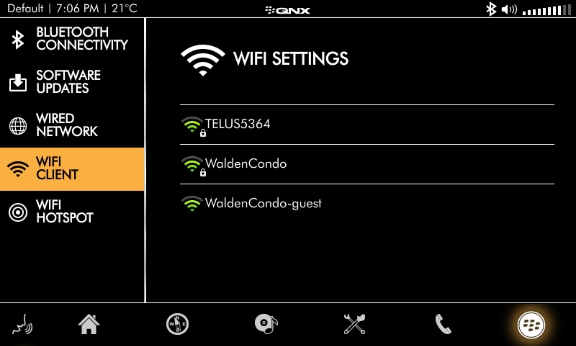 Default | 7:06 PM | 21°C
QNX
BLUETOOTH
CONNECTIVITY
SOFTWARE
UPDATES
WIRED
NETWORK
WIFI
CLIENT
WIFI
HOTSPOT
WIFI SETTINGS
TELUS5364
WaldenCondo
WaldenCondo-guest